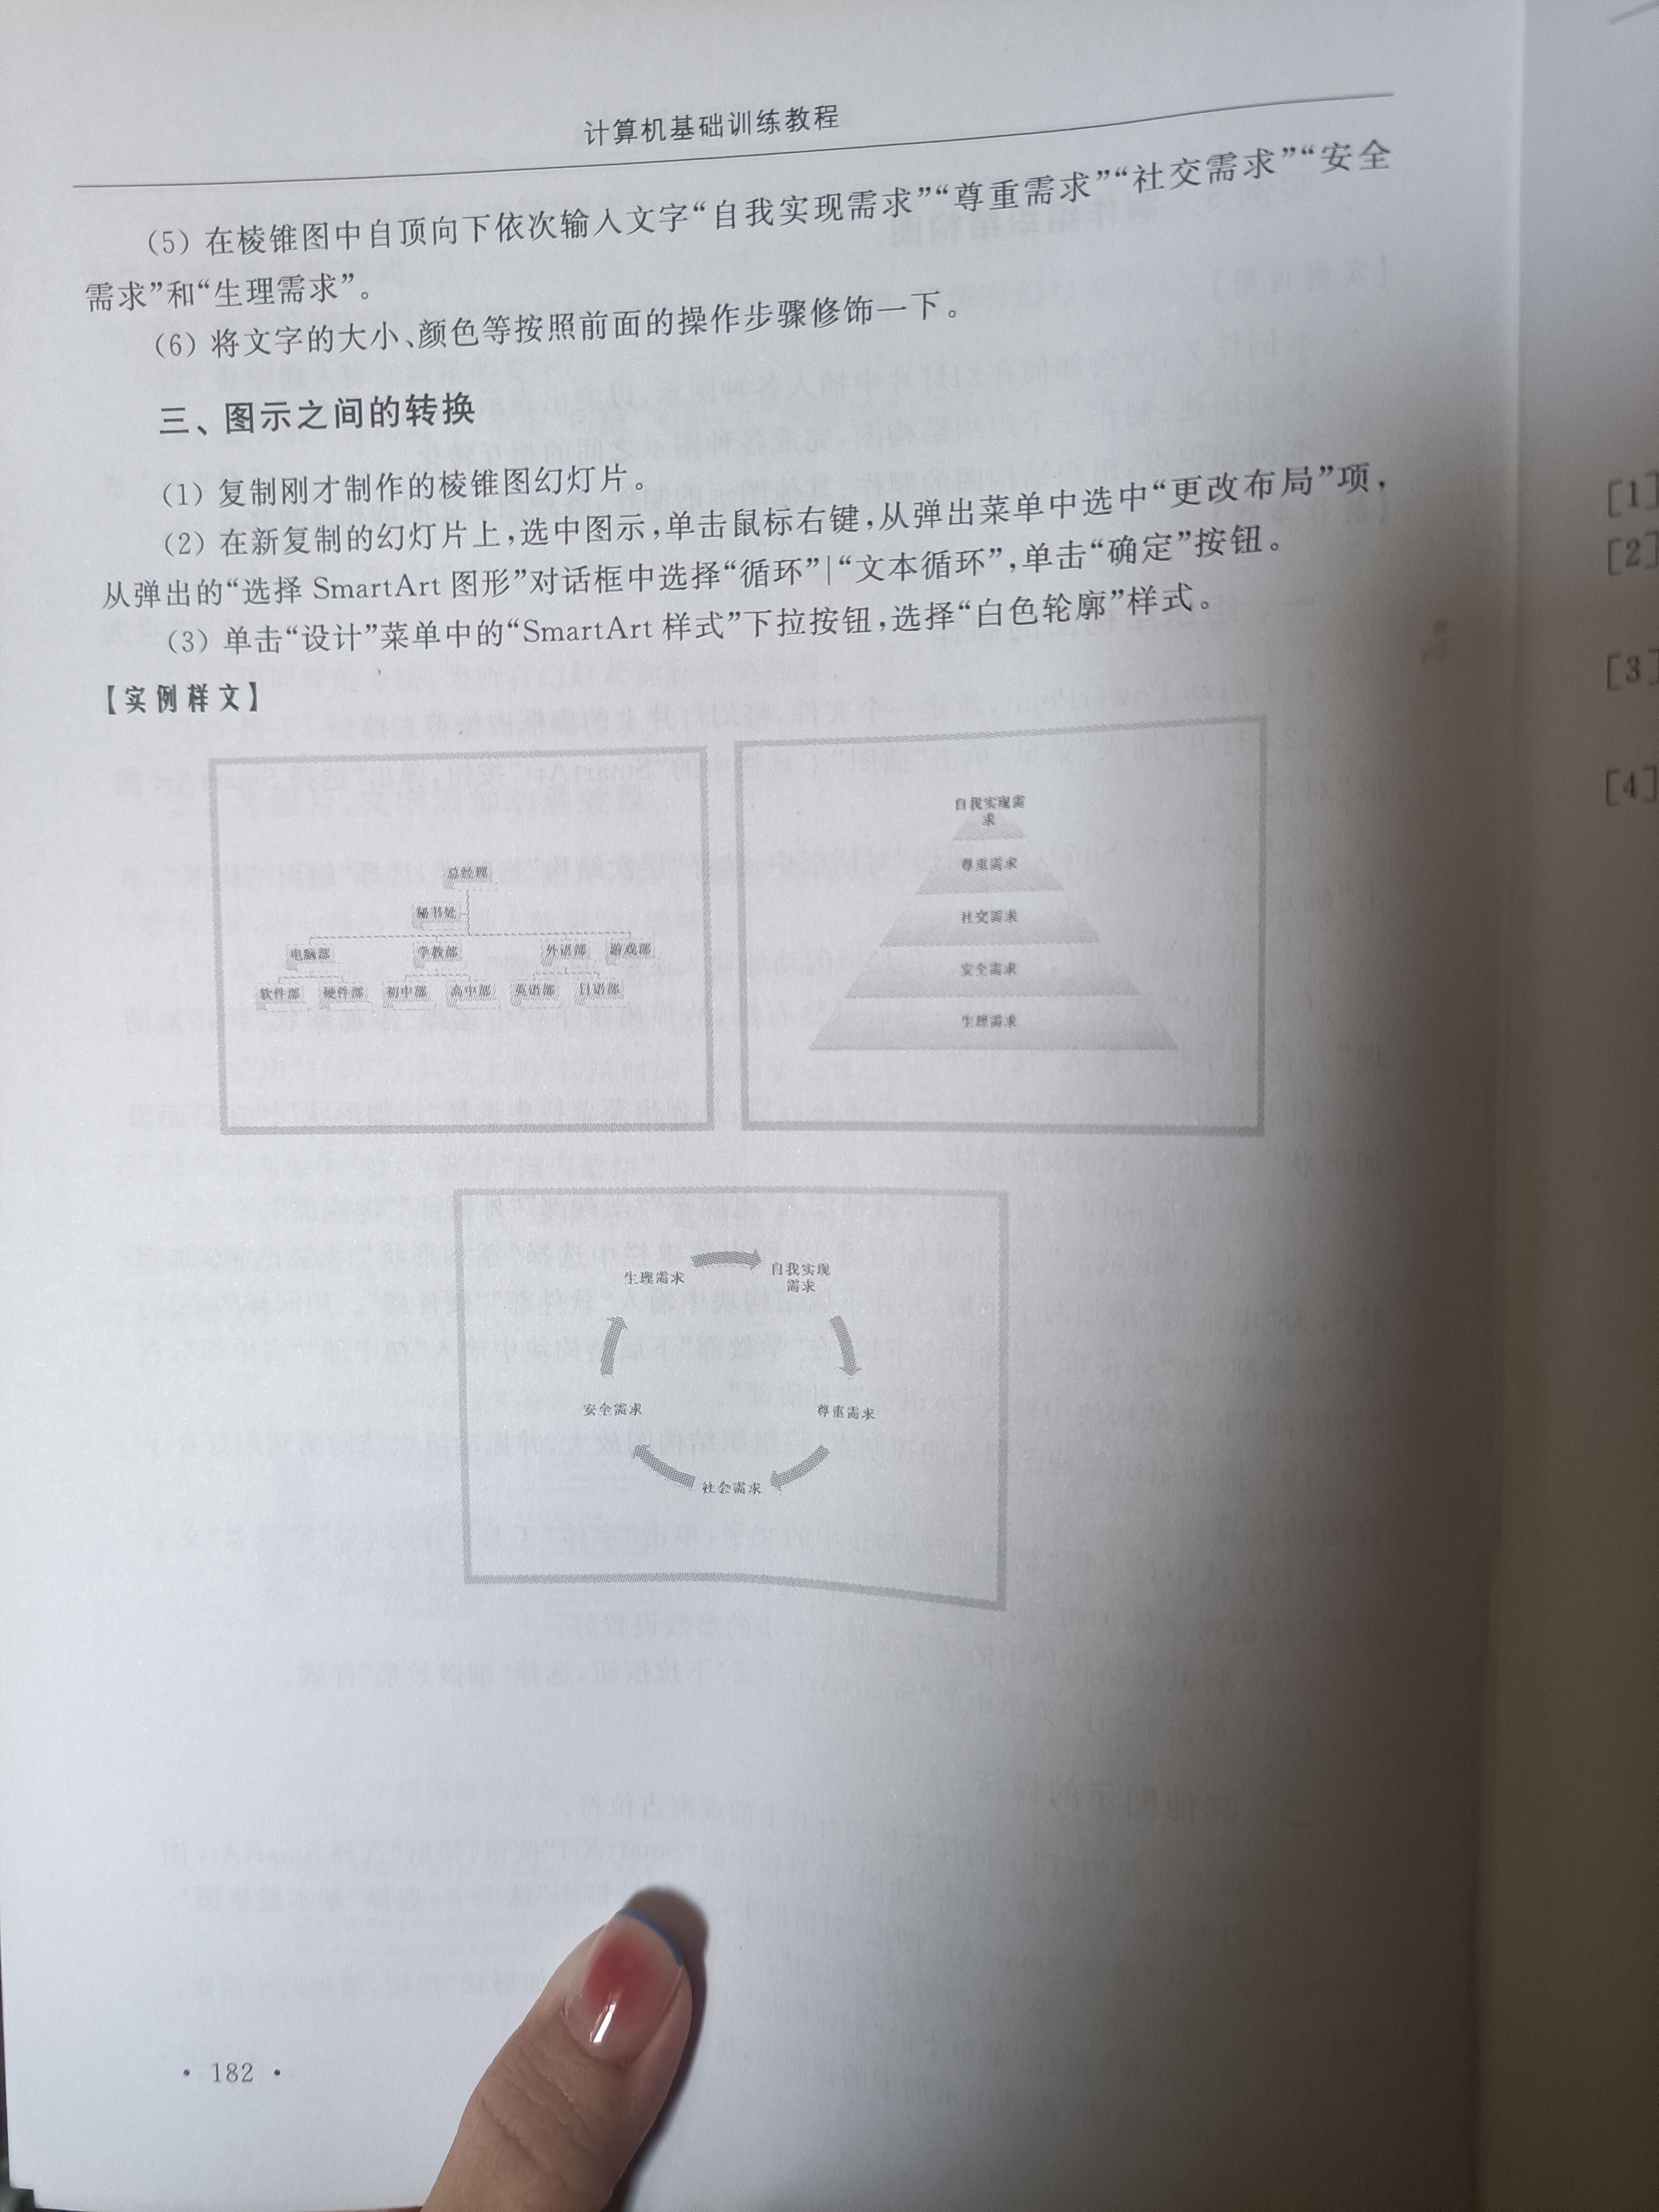 计算机基础训练教程
（5）在棱锥图中自顶向下依次输入文字“自我实现需求”“尊重需求”“社交需求”“安全
需求”和“生理需求”。
（6）将文字的大小、颜色等按照前面的操作步骤修饰一下。
三、图示之间的转换
（1）复制刚才制作的棱锥图幻灯片。
（2）在新复制的幻灯片上，选中图示，单击鼠标右键，从弹出菜单中选中“更改布局”项，
从弹出的“选择 SmartArt 图形”对话框中选择“循环”|“文本循环”，单击“确定”按钮。
（3）单击“设计”菜单中的“SmartArt 样式”下拉按钮，选择“白色轮廓”样式。
【实例样文】
总经理
秘书处
电脑部 学教部 外语部 游戏部
软件部 硬件部 初中部 高中部 英语部 日语部
自我实现需
求
尊重需求
社交需求
安全需求
生理需求
生理需求
自我实现
需求
安全需求
尊重需求
社会需求
· 182 ·
[1]
[2]
[3]
[4]